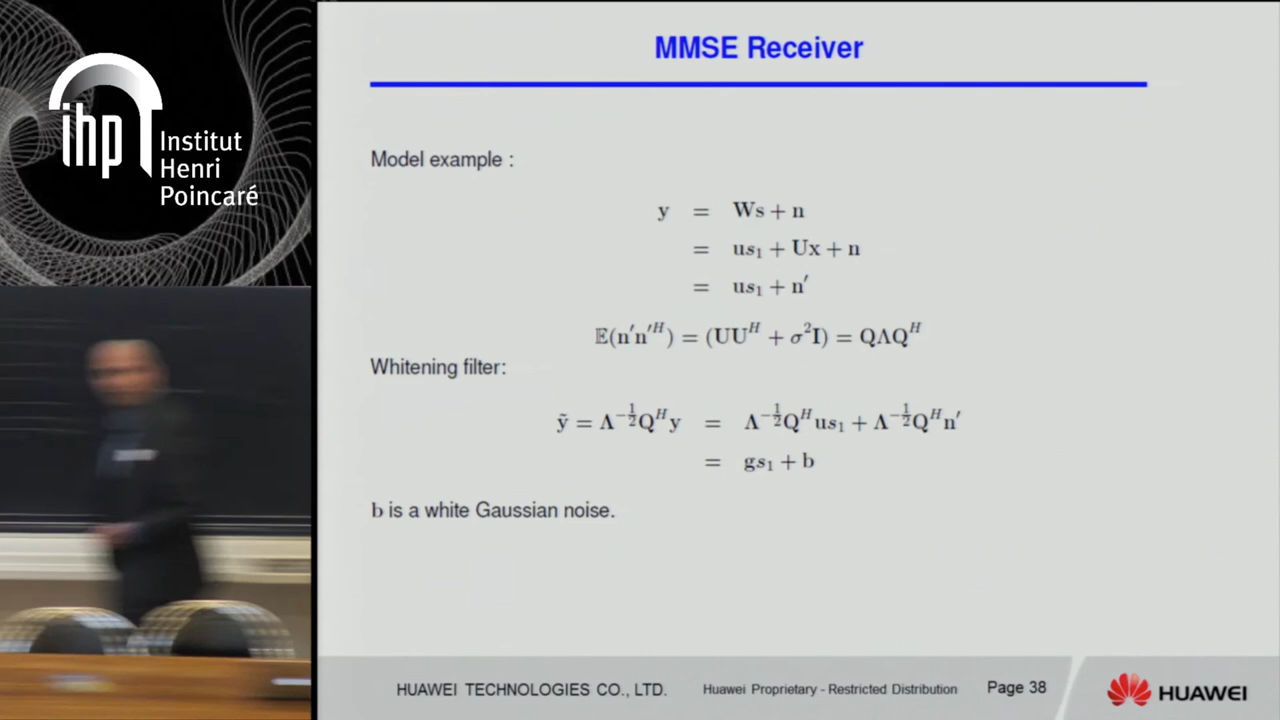 ihp Institut
Henri
Poincaré
MMSE Receiver
Model example :
y = Ws + n
= us₁ + Ux + n
= us₁ + n′
𝔼(n′n′ᴴ) = (UUᴴ + σ²I) = QΛQᴴ
Whitening filter:
ỹ = Λ^{-1/2}Qᴴy = Λ^{-1/2}Qᴴus₁ + Λ^{-1/2}Qᴴn′
= gs₁ + b
b is a white Gaussian noise.
HUAWEI TECHNOLOGIES CO., LTD. Huawei Proprietary - Restricted Distribution Page 38 HUAWEI